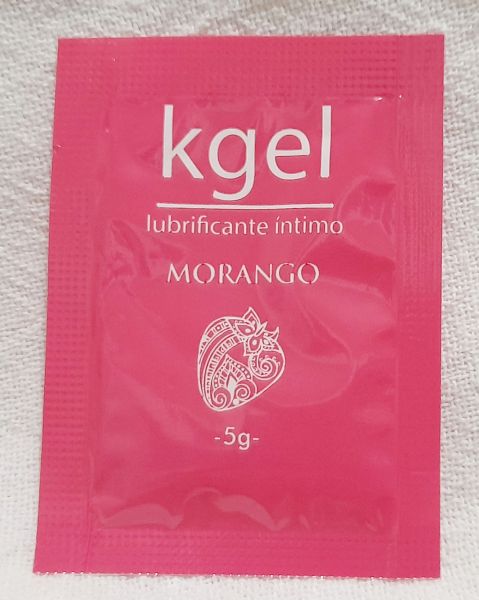 kgel
lubrificante íntimo
MORANGO
-5g-